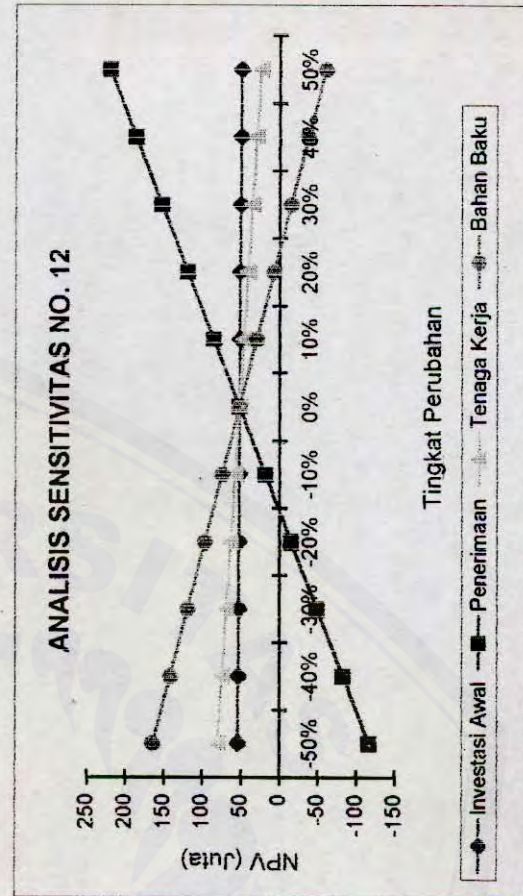 ANALISIS SENSITIVITAS NO. 12
NPV (Juta)
250
200
150
100
50
0
-50
-100
-150
-50%
-40%
-30%
-20%
-10%
0%
10%
20%
30%
40%
50%
Tingkat Perubahan
Investasi Awal
Penerimaan
Tenaga Kerja
Bahan Baku